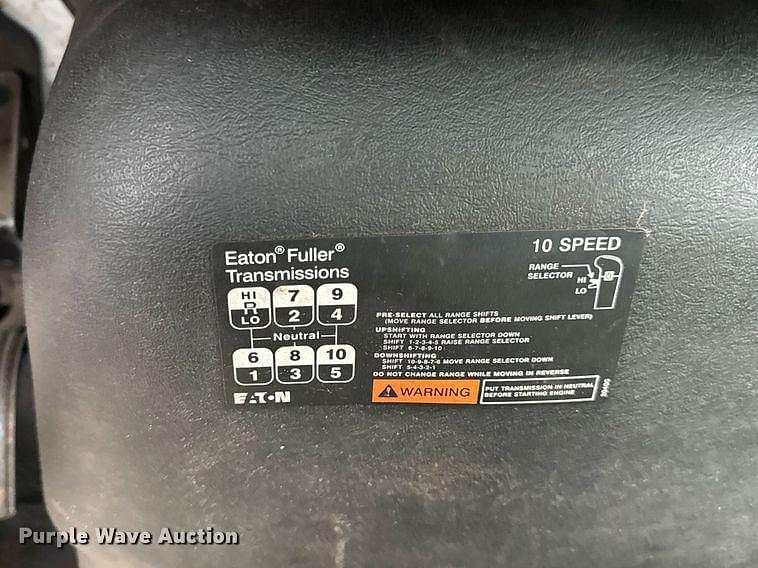 Eaton® Fuller®
Transmissions
10 SPEED
RANGE
SELECTOR
HI
LO
HI 7 9
R
LO 2 4
Neutral
6 8 10
1 3 5
EATON
PRE-SELECT ALL RANGE SHIFTS
(MOVE RANGE SELECTOR BEFORE MOVING SHIFT LEVER)
UPSHIFTING
START WITH RANGE SELECTOR DOWN
SHIFT 1-2-3-4-5 RAISE RANGE SELECTOR
SHIFT 6-7-8-9-10
DOWNSHIFTING
SHIFT 10-9-8-7-6 MOVE RANGE SELECTOR DOWN
SHIFT 5-4-3-2-1
DO NOT CHANGE RANGE WHILE MOVING IN REVERSE
WARNING
PUT TRANSMISSION IN NEUTRAL
BEFORE STARTING ENGINE
Purple Wave Auction